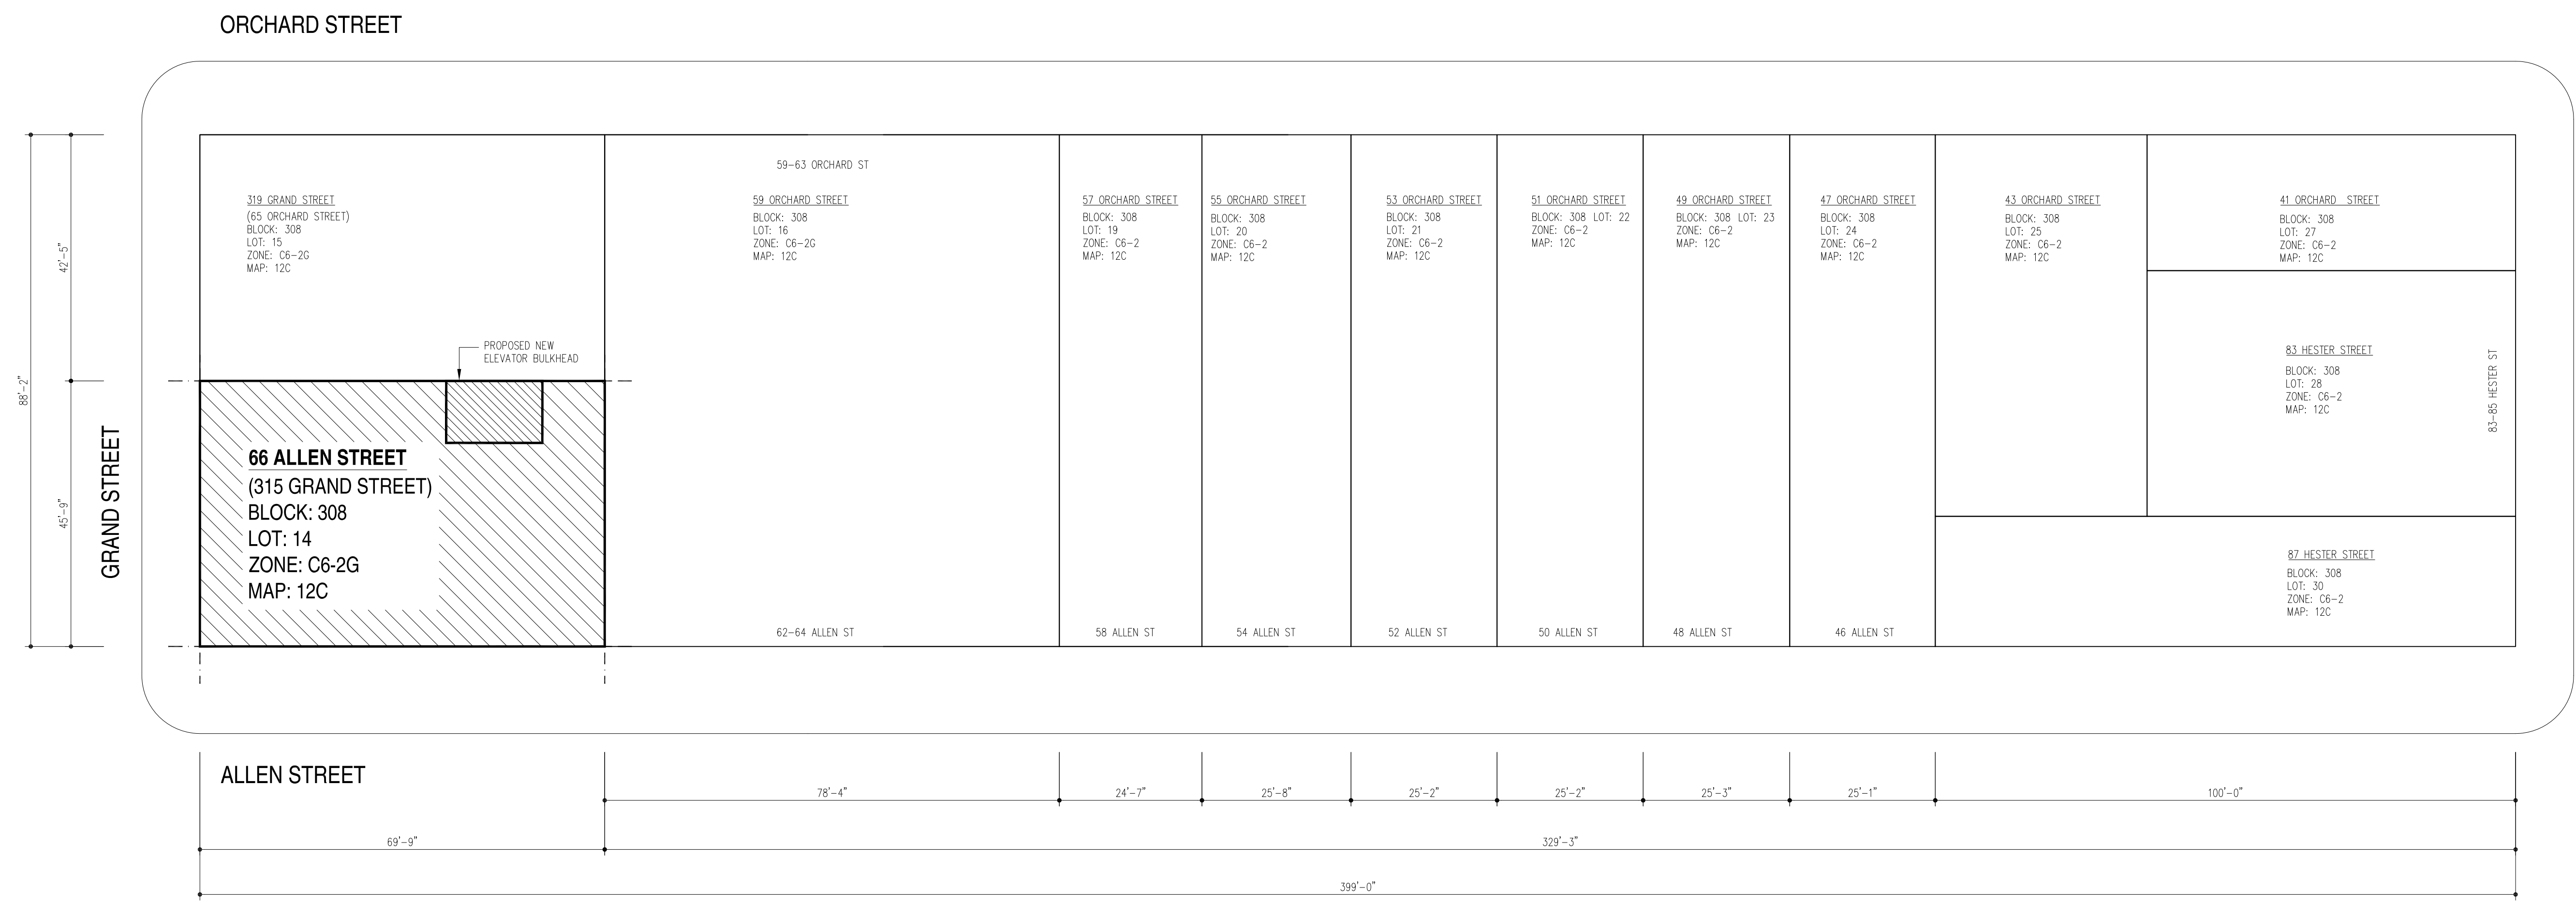 ORCHARD STREET
59-63 ORCHARD ST
319 GRAND STREET
(65 ORCHARD STREET)
BLOCK: 308
LOT: 15
ZONE: C6-2G
MAP: 12C
59 ORCHARD STREET
BLOCK: 308
LOT: 16
ZONE: C6-2G
MAP: 12C
57 ORCHARD STREET
BLOCK: 308
LOT: 19
ZONE: C6-2
MAP: 12C
55 ORCHARD STREET
BLOCK: 308
LOT: 20
ZONE: C6-2
MAP: 12C
53 ORCHARD STREET
BLOCK: 308
LOT: 21
ZONE: C6-2
MAP: 12C
51 ORCHARD STREET
BLOCK: 308 LOT: 22
ZONE: C6-2
MAP: 12C
49 ORCHARD STREET
BLOCK: 308 LOT: 23
ZONE: C6-2
MAP: 12C
47 ORCHARD STREET
BLOCK: 308
LOT: 24
ZONE: C6-2
MAP: 12C
43 ORCHARD STREET
BLOCK: 308
LOT: 25
ZONE: C6-2
MAP: 12C
41 ORCHARD STREET
BLOCK: 308
LOT: 27
ZONE: C6-2
MAP: 12C
42'-5"
88'-2"
45'-9"
GRAND STREET
PROPOSED NEW
ELEVATOR BULKHEAD
83 HESTER STREET
BLOCK: 308
LOT: 28
ZONE: C6-2
MAP: 12C
83-85 HESTER ST
66 ALLEN STREET
(315 GRAND STREET)
BLOCK: 308
LOT: 14
ZONE: C6-2G
MAP: 12C
87 HESTER STREET
BLOCK: 308
LOT: 30
ZONE: C6-2
MAP: 12C
62-64 ALLEN ST
58 ALLEN ST
54 ALLEN ST
52 ALLEN ST
50 ALLEN ST
48 ALLEN ST
46 ALLEN ST
ALLEN STREET
78'-4"
24'-7"
25'-8"
25'-2"
25'-2"
25'-3"
25'-1"
100'-0"
69'-9"
329'-3"
399'-0"